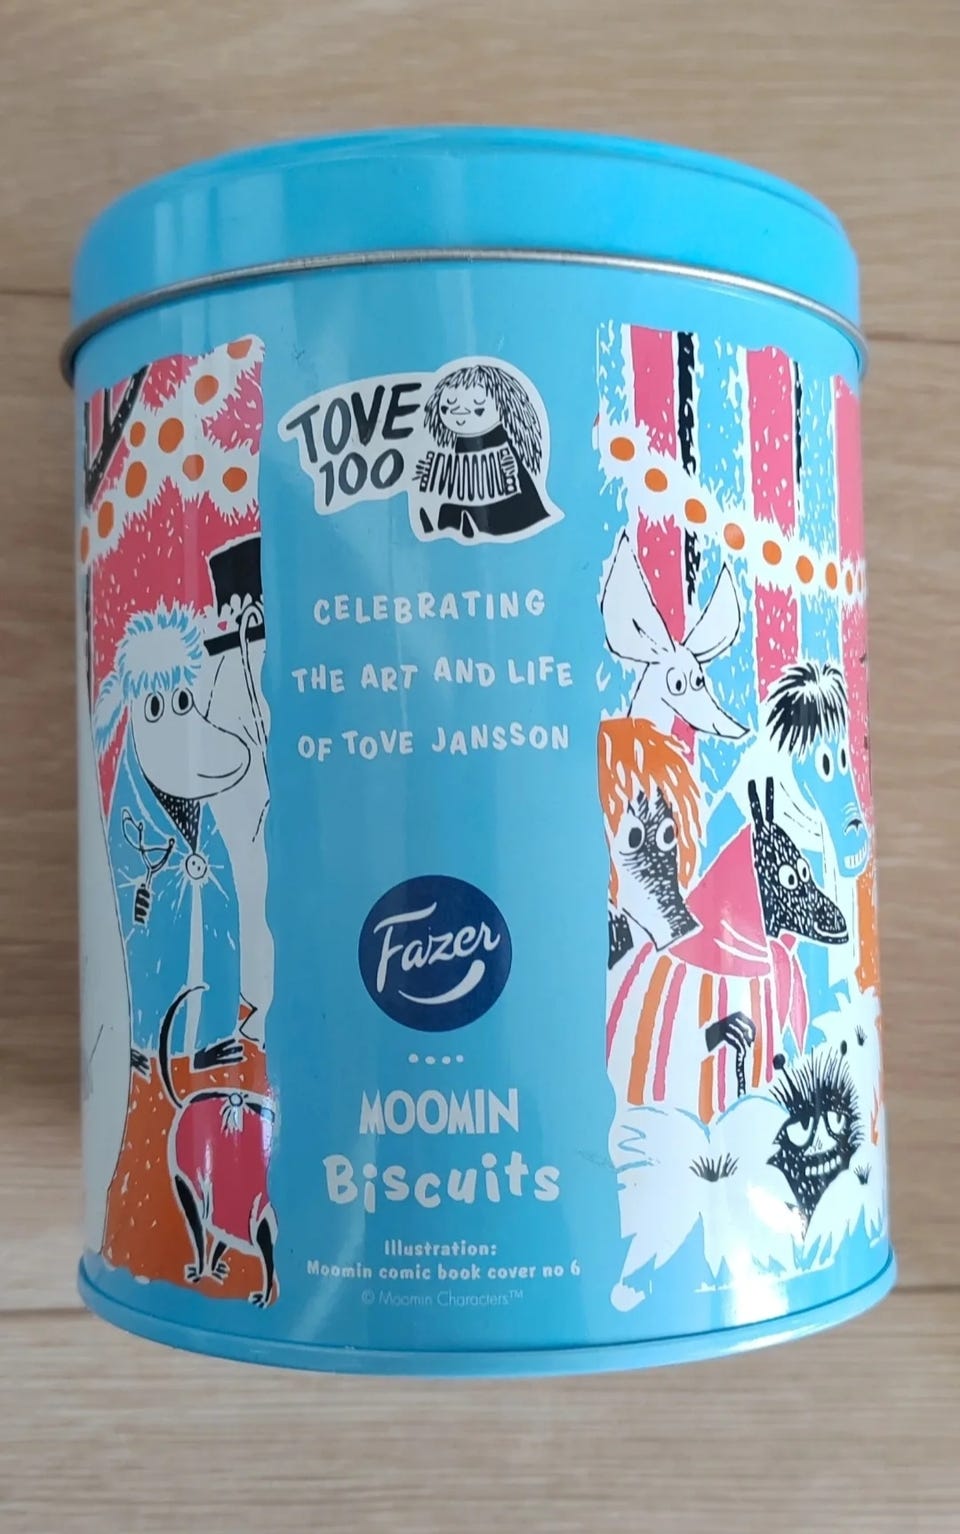 TOVE
100
CELEBRATING
THE ART AND LIFE
OF TOVE JANSSON
Fazer
MOOMIN
Biscuits
Illustration:
Moomin comic book cover no 6
© Moomin Characters™